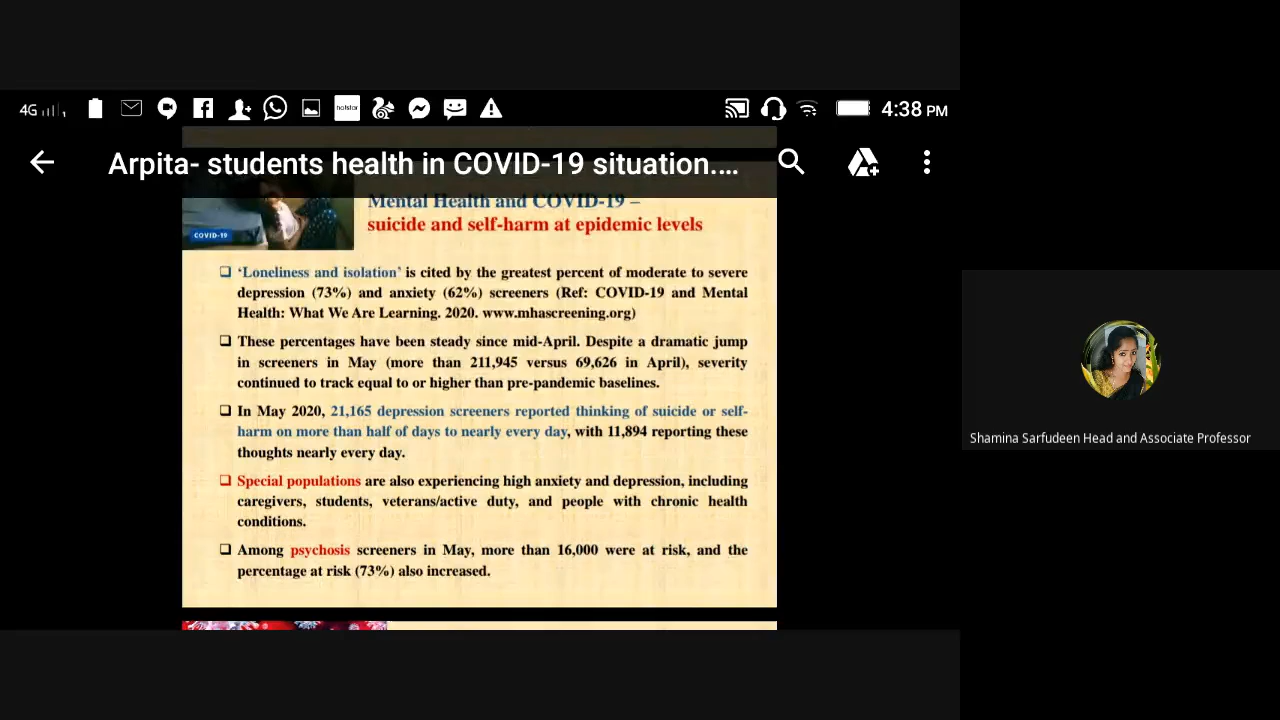 4G
hotstar
4:38 PM
Arpita- students health in COVID-19 situation....
Mental Health and COVID-19 –
suicide and self-harm at epidemic levels
COVID-19
❑ ‘Loneliness and isolation’ is cited by the greatest percent of moderate to severe
depression (73%) and anxiety (62%) screeners (Ref: COVID-19 and Mental
Health: What We Are Learning. 2020. www.mhascreening.org)
❑ These percentages have been steady since mid-April. Despite a dramatic jump
in screeners in May (more than 211,945 versus 69,626 in April), severity
continued to track equal to or higher than pre-pandemic baselines.
❑ In May 2020, 21,165 depression screeners reported thinking of suicide or self-
harm on more than half of days to nearly every day, with 11,894 reporting these
thoughts nearly every day.
❑ Special populations are also experiencing high anxiety and depression, including
caregivers, students, veterans/active duty, and people with chronic health
conditions.
❑ Among psychosis screeners in May, more than 16,000 were at risk, and the
percentage at risk (73%) also increased.
Shamina Sarfudeen Head and Associate Professor